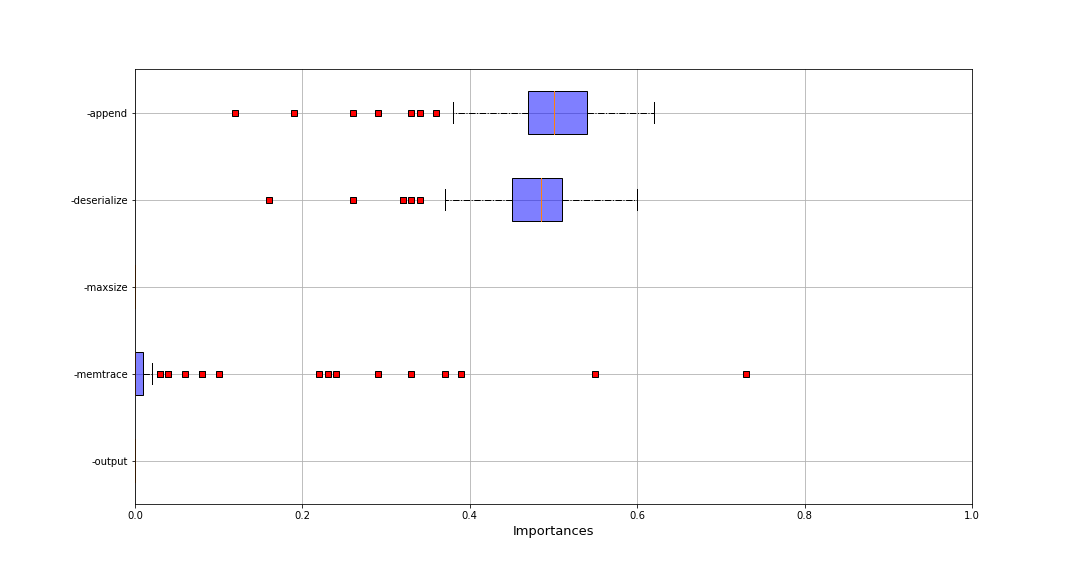 -append
-deserialize
-maxsize
-memtrace
-output
0.0 0.2 0.4 0.6 0.8 1.0
Importances